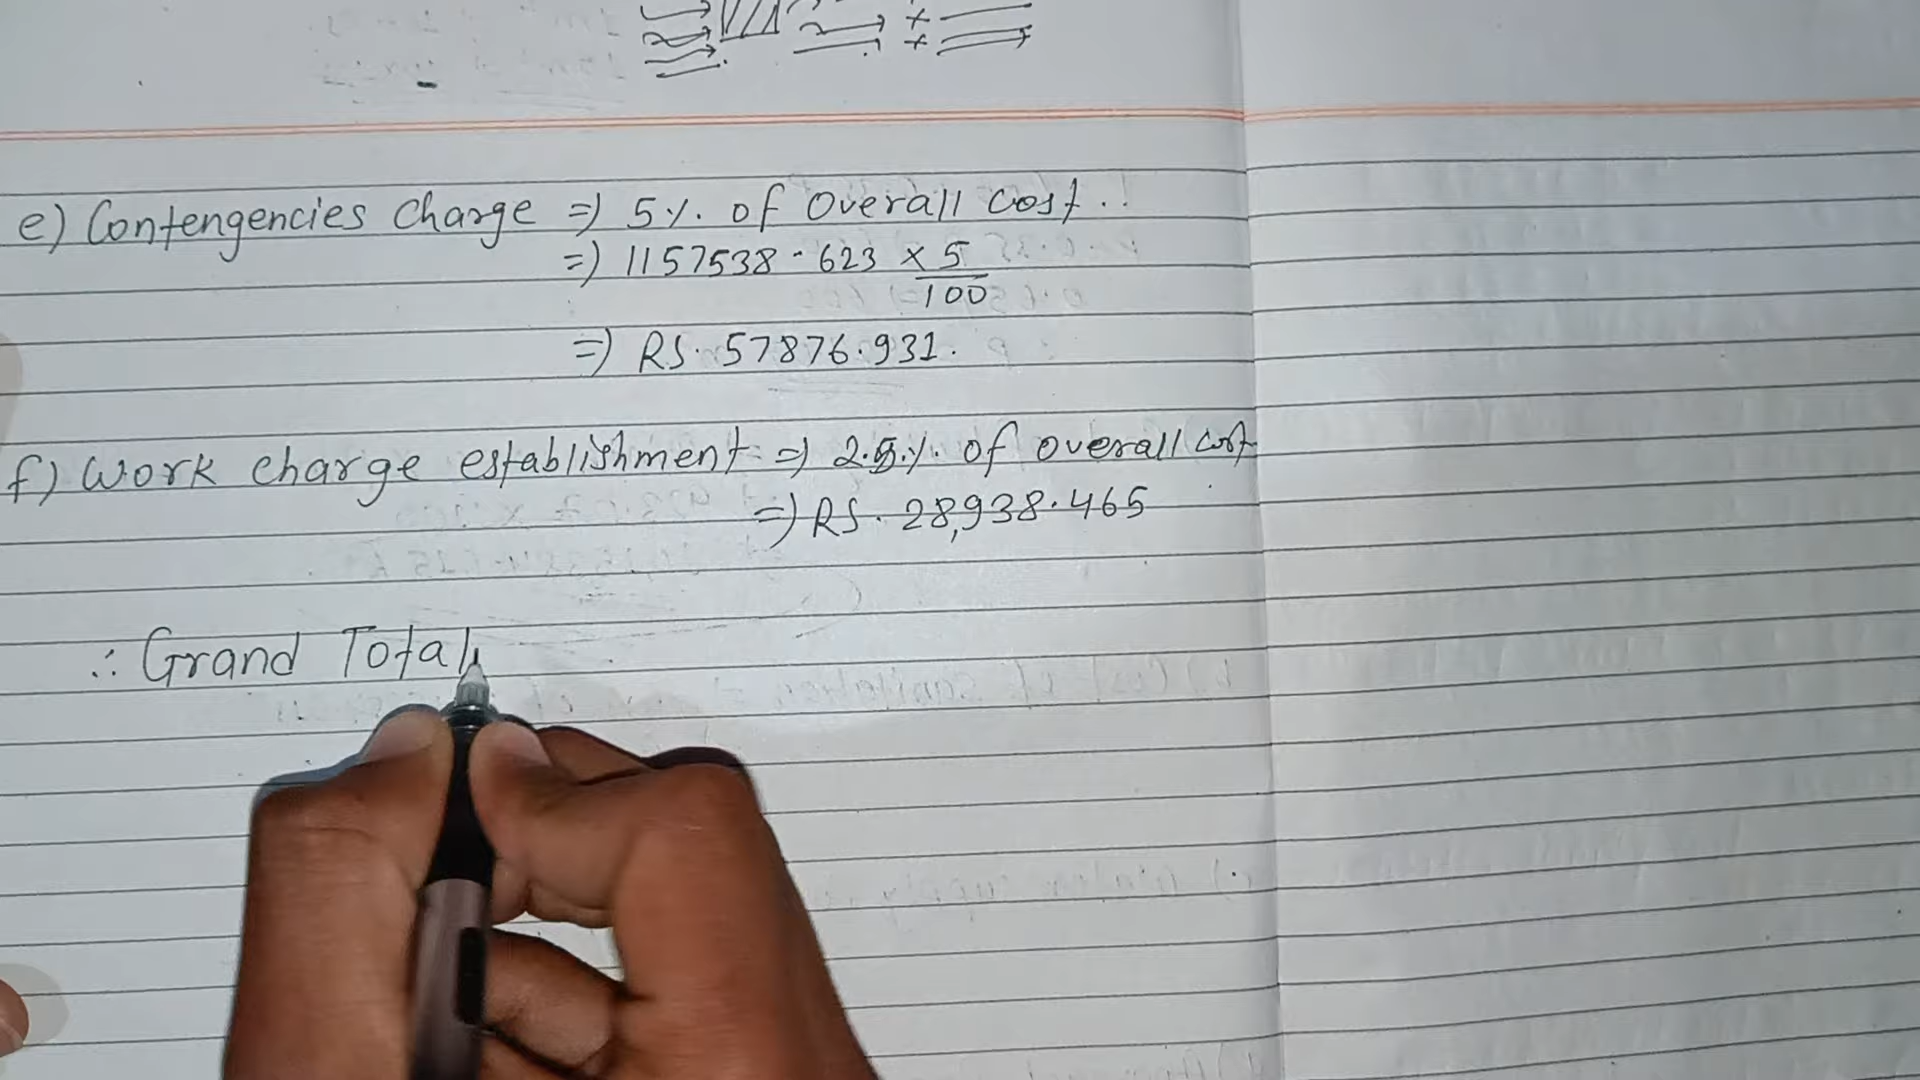 e) Contengencies Charge => 5%. of Overall Cost..
=> 1157538.623 × 5
100
=> RS. 57876.931.
f) Work charge establishment => 2.5%. of overall cost
=> RS. 28,938.465
∴ Grand Total